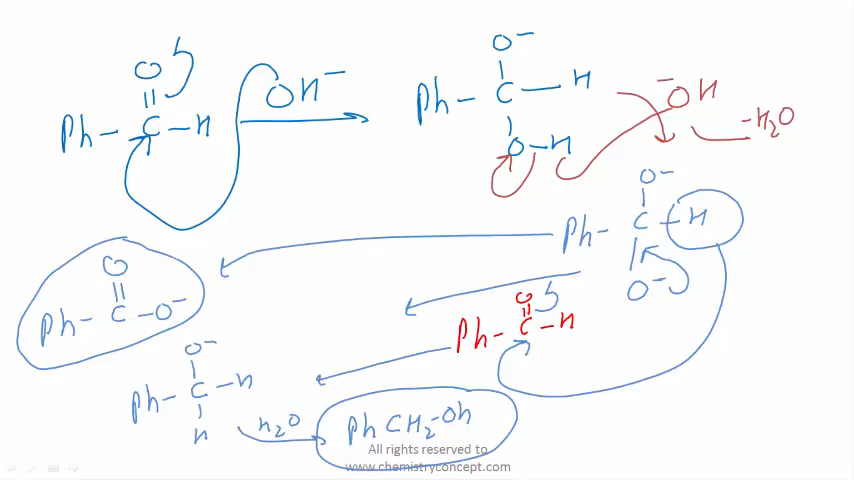 O
Ph–C–H
OH⁻
O⁻
Ph–C–H
O–H
⁻OH
-H₂O
O⁻
Ph–C–H
O⁻
O
Ph–C–O⁻
O
Ph–C–H
O⁻
Ph–C–H
H
H₂O
PhCH₂–OH
All rights reserved to
www.chemistryconcept.com